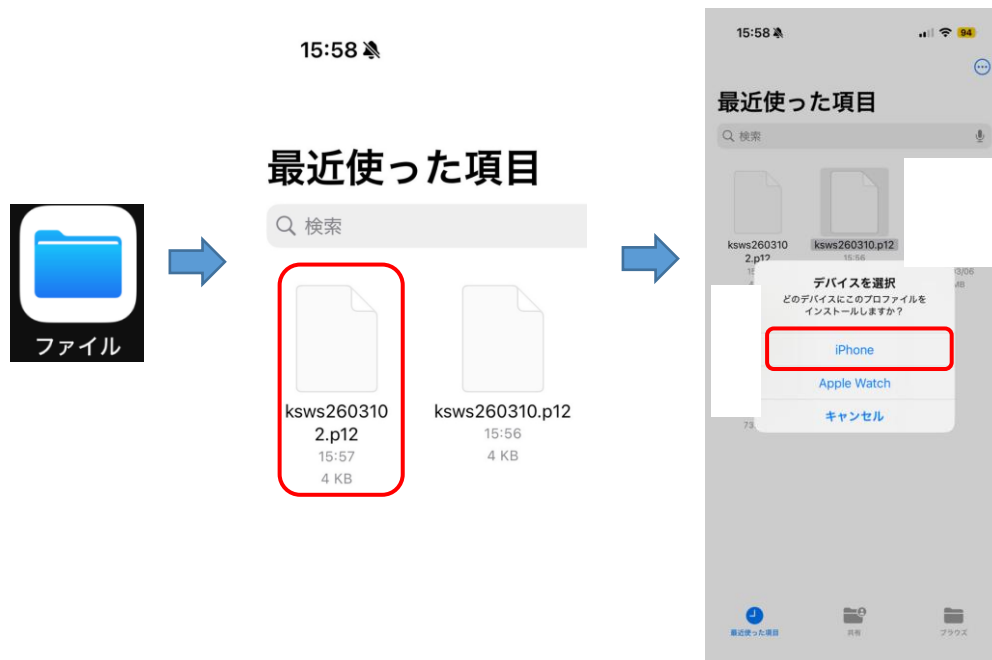 ファイル
15:58
最近使った項目
検索
ksws260310
2.p12
15:57
4 KB
ksws260310.p12
15:56
4 KB
15:58
94
最近使った項目
検索
ksws260310
2.p12
ksws260310.p12
15:56
3/06
MB
デバイスを選択
どのデバイスにこのプロファイルを
インストールしますか？
iPhone
Apple Watch
キャンセル
73
最近使った項目
共有
ブラウズ